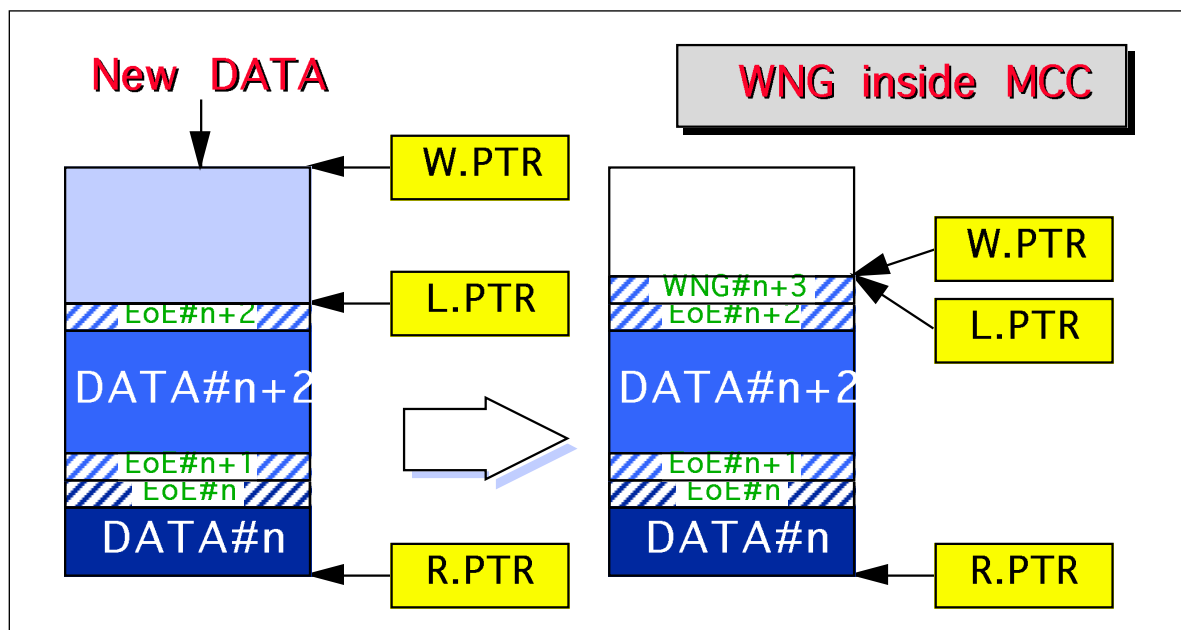 New DATA
WNG inside MCC
W.PTR
L.PTR
EoE#n+2
DATA#n+2
EoE#n+1
EoE#n
DATA#n
R.PTR
W.PTR
WNG#n+3
EoE#n+2
L.PTR
DATA#n+2
EoE#n+1
EoE#n
DATA#n
R.PTR